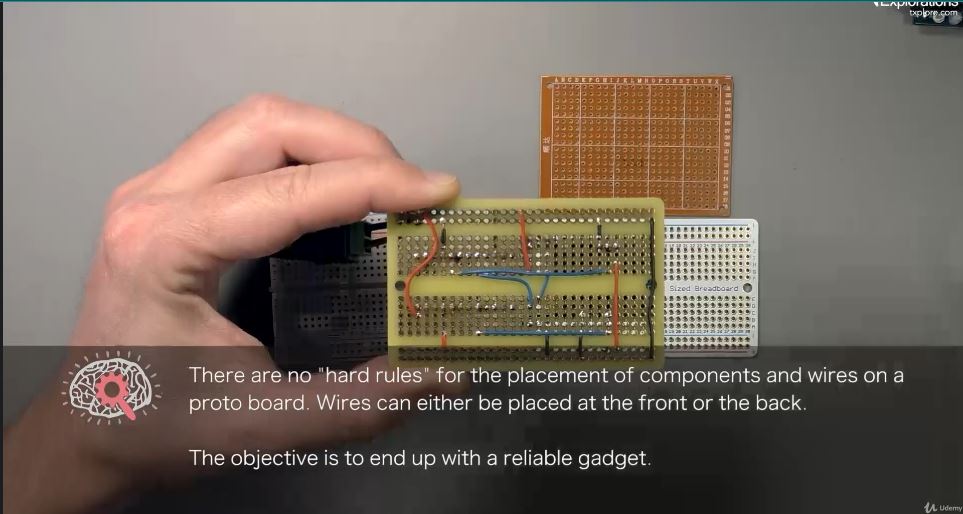 Explorations
txplore.com
A B C D E F G H I J K L M N O P Q R S T U V W X
Sized Breadboard
There are no "hard rules" for the placement of components and wires on a
proto board. Wires can either be placed at the front or the back.
The objective is to end up with a reliable gadget.
Udemy